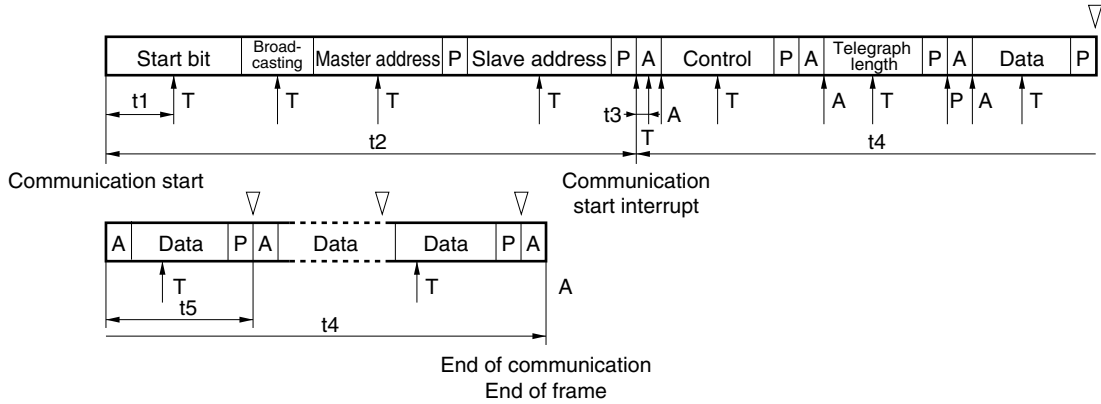 Start bit Broad- casting Master address P Slave address P A Control P A Telegraph length P A Data P
t1 T T T T t3 T A T A T P A T
t2 t4
Communication start Communication start interrupt
A Data P A Data Data P A
T T A
t5
t4
End of communication
End of frame